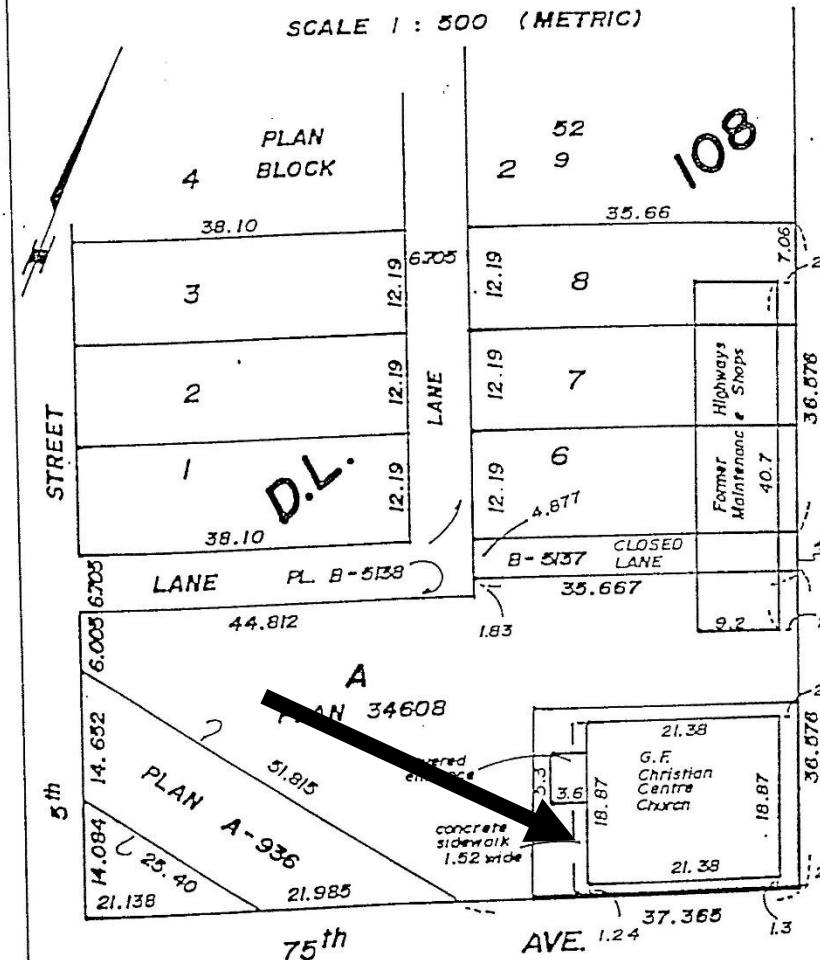 SCALE 1 : 500 (METRIC)
PLAN
BLOCK
52
2 9
108
4
38.10
35.66
7.06
6.705
3
12.19
12.19
8
2
12.19
LANE
12.19
7
Former Highways
Maintenance Shops
40.7
36.576
STREET
1
D.L.
12.19
12.19
6
4.877
38.10
B-5137
CLOSED
LANE
LANE
PL. B-5138
6.705
35.667
44.812
1.83
9.2
6.005
A
PLAN 34608
14.652
51.815
PLAN A-936
5th
14.084
25.40
21.138
21.985
5.3
3.6
21.38
G.F.
Christian
Centre
Church
18.87
18.87
36.576
concrete
sidewalk
1.52 wide
21.38
75th AVE.
1.24
37.365
1.3